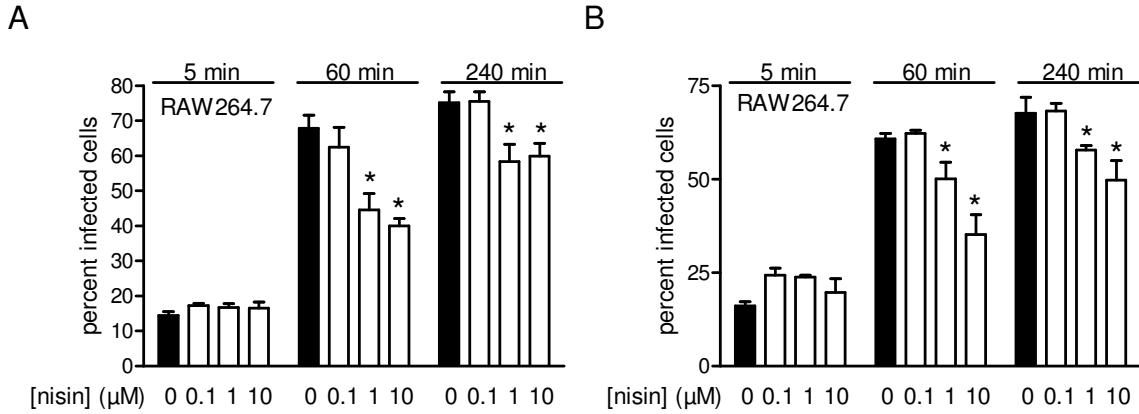 A
5 min 60 min 240 min
RAW264.7
* * * *
percent infected cells
80
70
60
50
40
30
20
10
0
[nisin] (µM) 0 0.1 1 10 0 0.1 1 10 0 0.1 1 10
B
5 min 60 min 240 min
RAW264.7
* * * *
percent infected cells
75
50
25
0
[nisin] (µM) 0 0.1 1 10 0 0.1 1 10 0 0.1 1 10